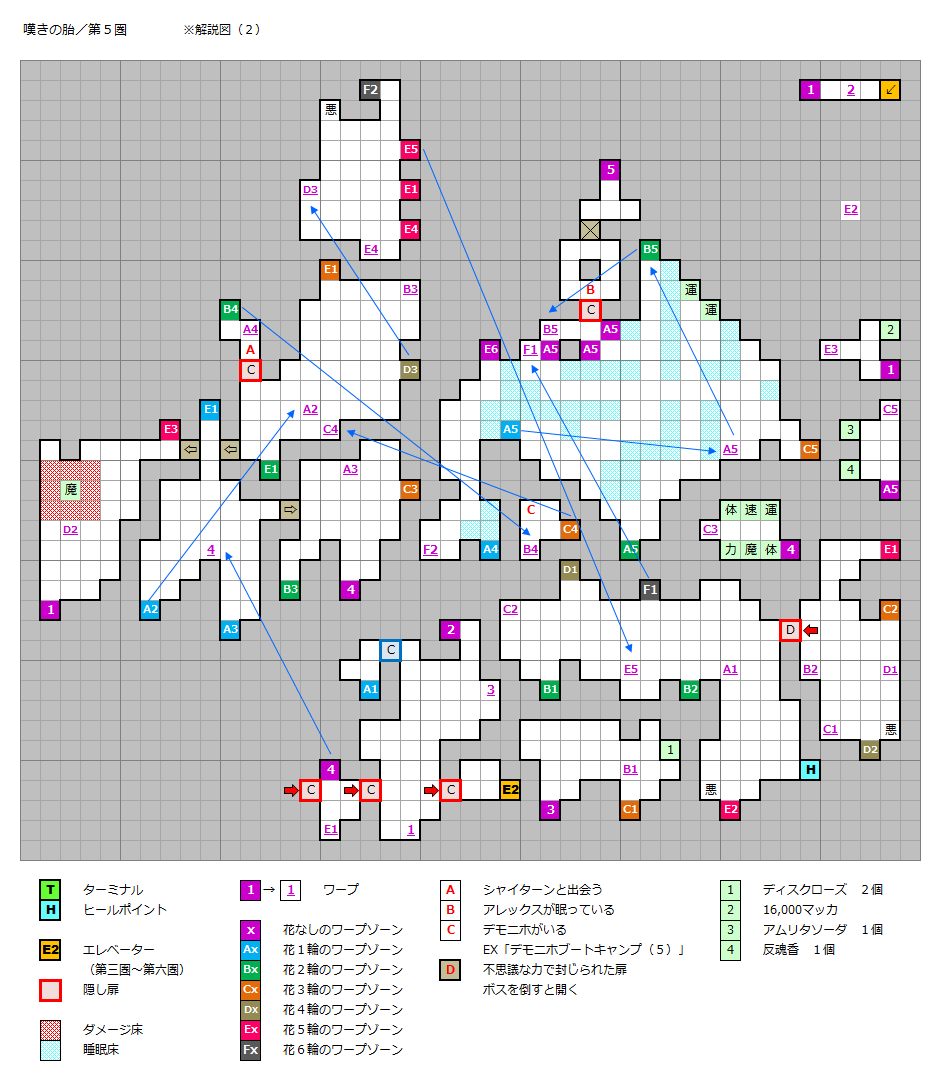 嘆きの胎／第５圏　※解説図（２）
F2 1 2 ↙
悪
E5
5
D3 E1
E2
E4
E4 B5
E1
B3 B 運
B4 C 運
A4 B5 A5 2
A E6 F1 A5 A5 E3
C D3 1
E1 A2 C5
E3 C4 A5 3
⇦ ⇦ A5 C5
E1 A3 4
魔 C3 A5
⇨ C 体 速 運
D2 C4 C3
4 F2 A4 B4 A5 力 魔 体 4 E1
D1
B3 4 F1
1 A2 C2 C2
A3 2 D
C
E5 A1 B2 D1
A1 3 B1 B2
C1 悪
1 D2
4 B1 H
C C C E2 悪
3 C1 E2
E1 1
T ターミナル
H ヒールポイント
E2 エレベーター
（第三圏～第六圏）
隠し扉
ダメージ床
睡眠床
1 → 1 ワープ
x 花なしのワープゾーン
Ax 花１輪のワープゾーン
Bx 花２輪のワープゾーン
Cx 花３輪のワープゾーン
Dx 花４輪のワープゾーン
Ex 花５輪のワープゾーン
Fx 花６輪のワープゾーン
A シャイターンと出会う
B アレックスが眠っている
C デモニホがいる
EX「デモニホブートキャンプ（５）」
D 不思議な力で封じられた扉
ボスを倒すと開く
1 ディスクローズ　２個
2 16,000マッカ
3 アムリタソーダ　１個
4 反魂香　１個